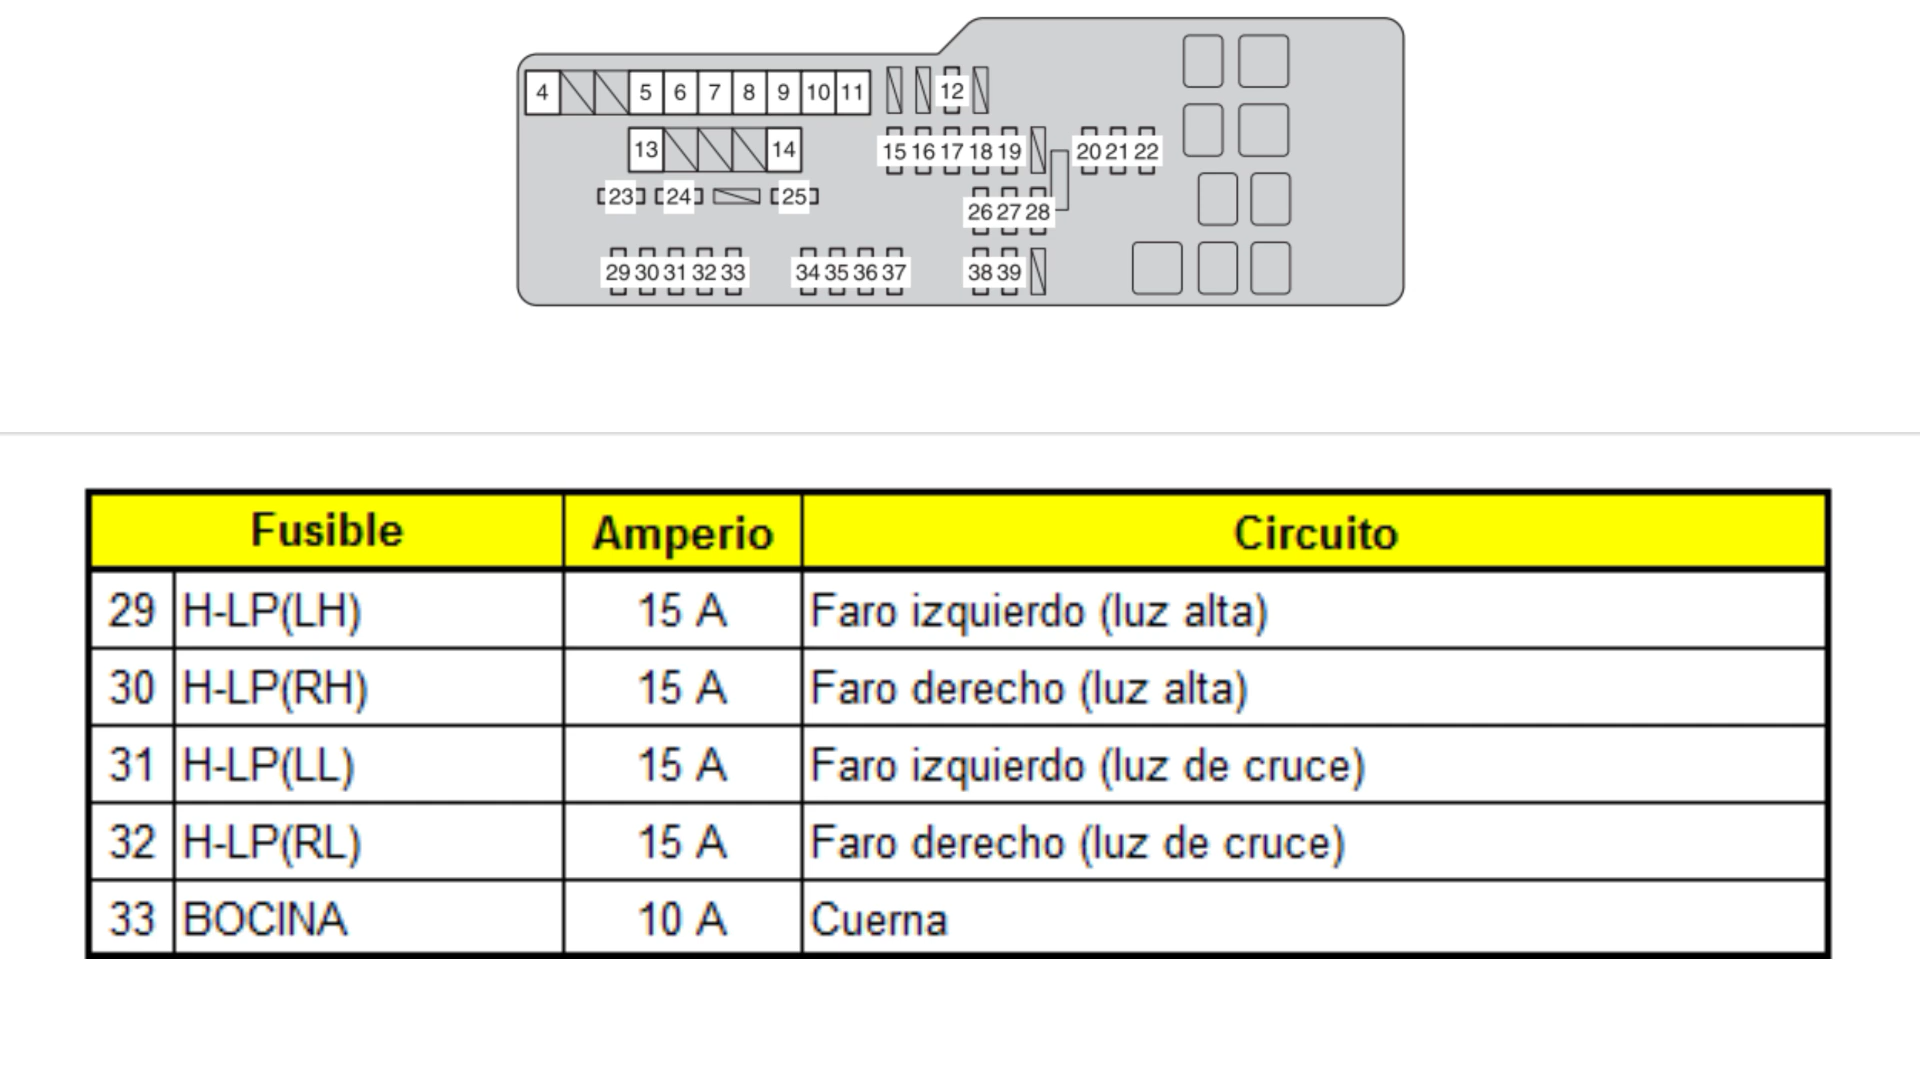 4 5 6 7 8 9 10 11 12
13 14 15 16 17 18 19 20 21 22
23 24 25 26 27 28
29 30 31 32 33 34 35 36 37 38 39
Fusible Amperio Circuito
29 H-LP(LH) 15 A Faro izquierdo (luz alta)
30 H-LP(RH) 15 A Faro derecho (luz alta)
31 H-LP(LL) 15 A Faro izquierdo (luz de cruce)
32 H-LP(RL) 15 A Faro derecho (luz de cruce)
33 BOCINA 10 A Cuerna